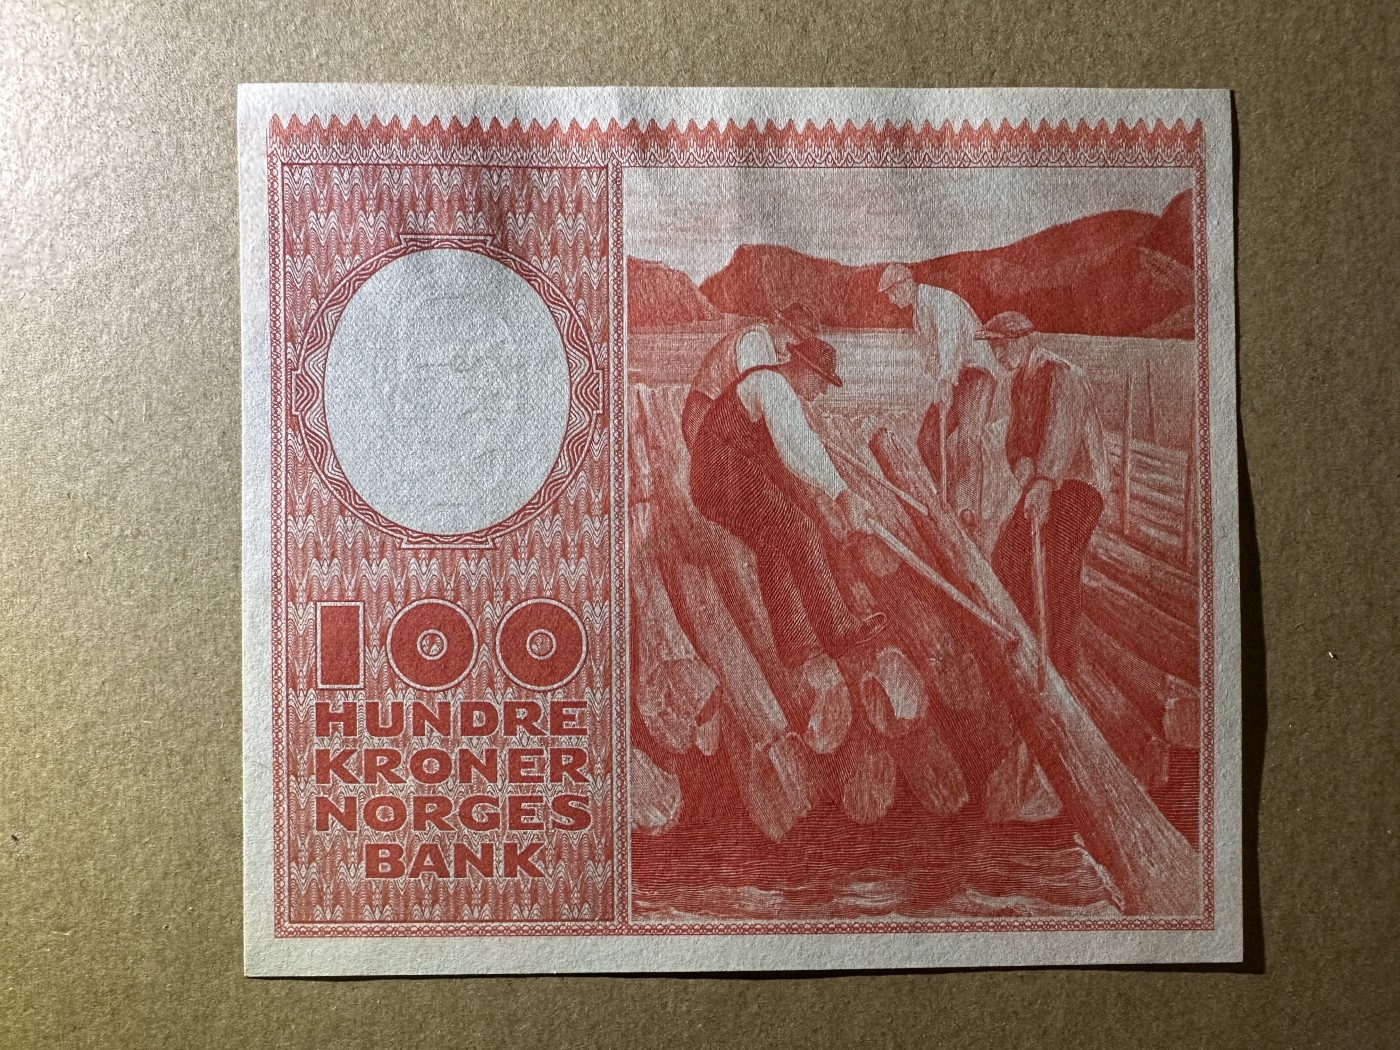 100
HUNDRE
KRONER
NORGES
BANK